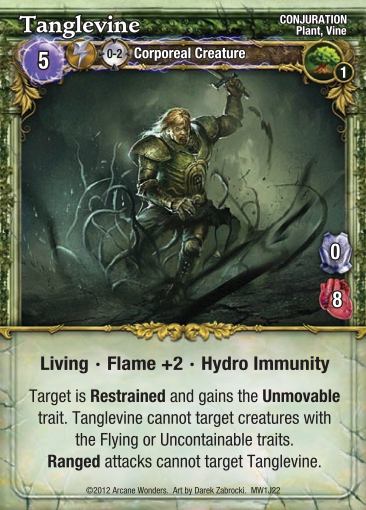 Tanglevine
CONJURATION
Plant, Vine
5
0-2
Corporeal Creature
1
0
8
Living · Flame +2 · Hydro Immunity
Target is Restrained and gains the Unmovable
trait. Tanglevine cannot target creatures with
the Flying or Uncontainable traits.
Ranged attacks cannot target Tanglevine.
©2012 Arcane Wonders. Art by Darek Zabrocki. MW1J22